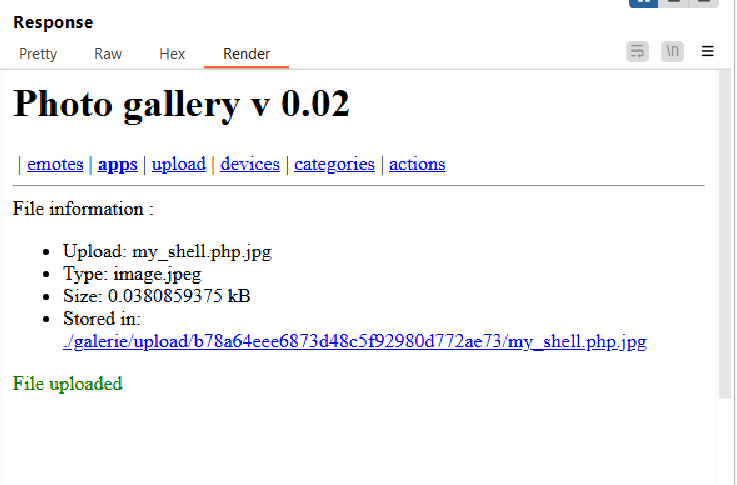 Response
Pretty Raw Hex Render
\n
Photo gallery v 0.02
| emotes | apps | upload | devices | categories | actions
File information :
Upload: my_shell.php.jpg
Type: image.jpeg
Size: 0.0380859375 kB
Stored in:
./galerie/upload/b78a64eee6873d48c5f92980d772ae73/my_shell.php.jpg
File uploaded